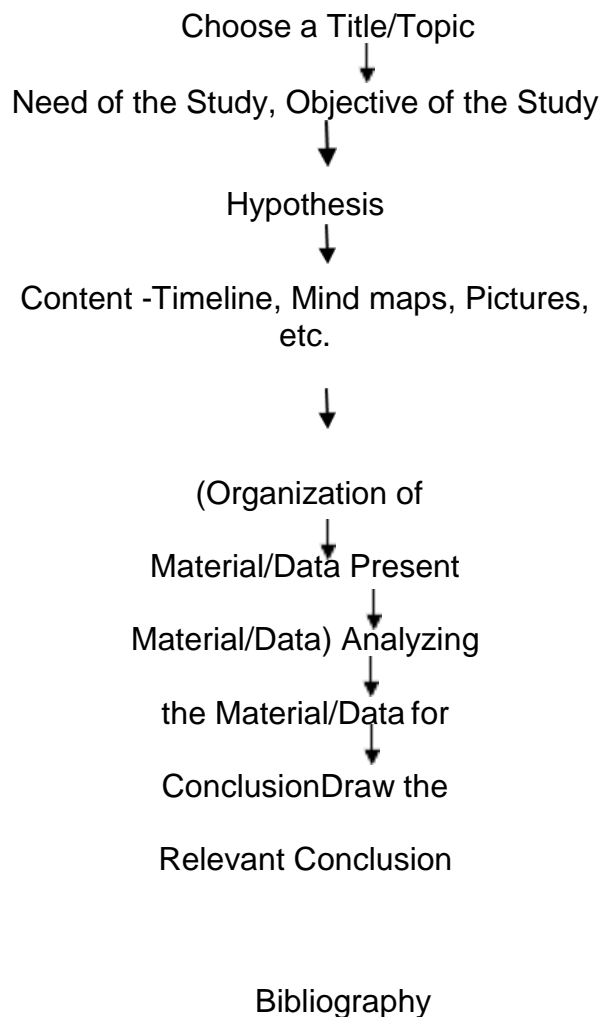 Choose a Title/Topic
Need of the Study, Objective of the Study
Hypothesis
Content -Timeline, Mind maps, Pictures,
etc.
(Organization of
Material/Data Present
Material/Data) Analyzing
the Material/Data for
ConclusionDraw the
Relevant Conclusion
Bibliography